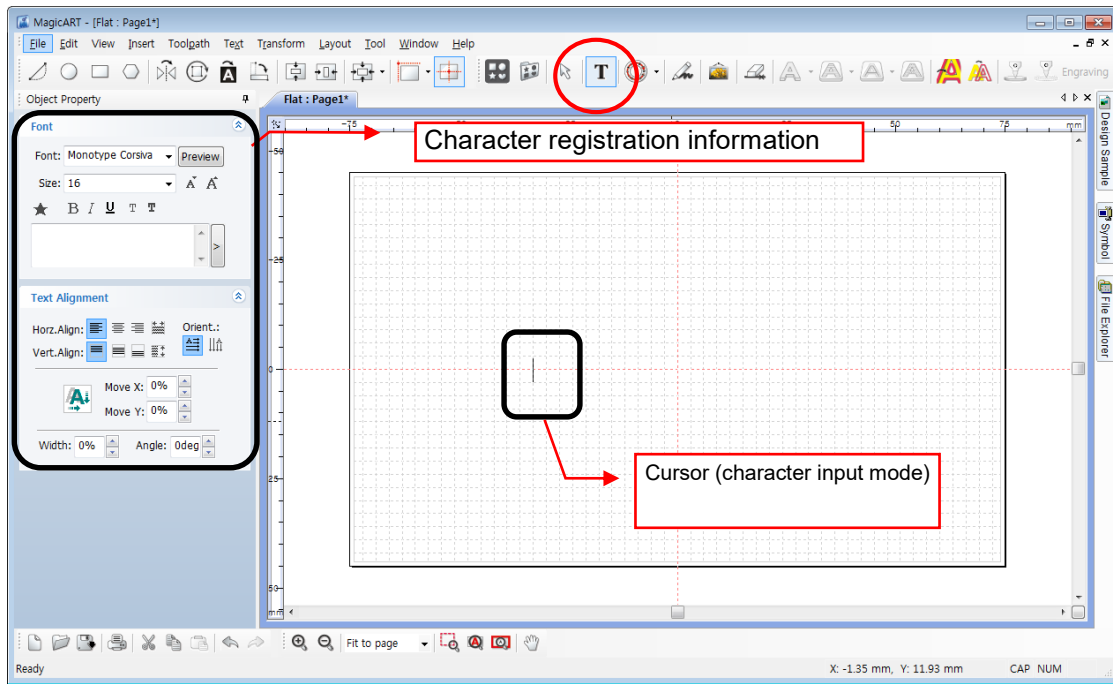 MagicART - [Flat : Page1*]
File Edit View Insert Toolpath Text Transform Layout Tool Window Help
T
Engraving
Object Property
Flat : Page1*
Font
Font: Monotype Corsiva Preview
Size: 16
B I U T T
>
Text Alignment
Horz.Align: Orient.:
Vert.Align:
Move X: 0%
Move Y: 0%
Width: 0% Angle: 0deg
-75 50 75 mm
Character registration information
-50
-25
0
25
50
mm
Cursor (character input mode)
Design Sample
Symbol
File Explorer
Fit to page
Ready X: -1.35 mm, Y: 11.93 mm CAP NUM